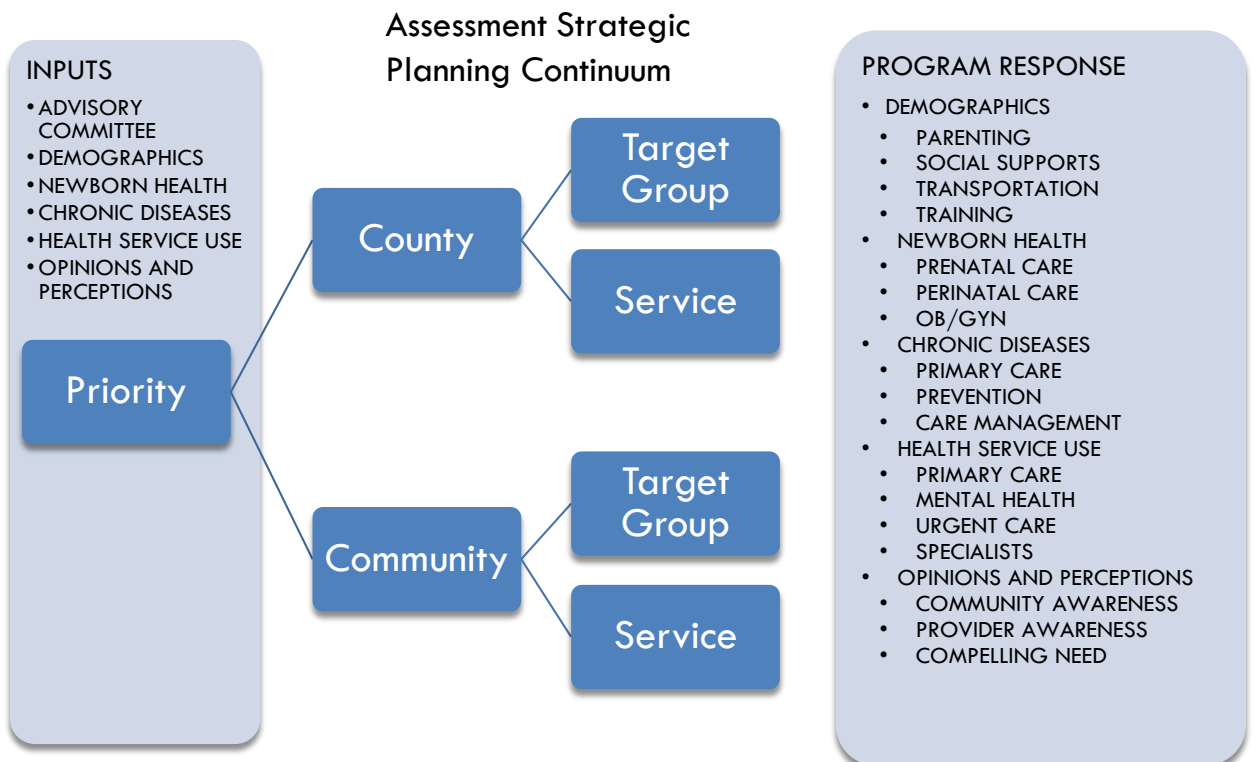 Assessment Strategic
Planning Continuum
INPUTS
• ADVISORY
COMMITTEE
• DEMOGRAPHICS
• NEWBORN HEALTH
• CHRONIC DISEASES
• HEALTH SERVICE USE
• OPINIONS AND
PERCEPTIONS
Priority
County
Target
Group
Service
Community
Target
Group
Service
PROGRAM RESPONSE
• DEMOGRAPHICS
• PARENTING
• SOCIAL SUPPORTS
• TRANSPORTATION
• TRAINING
• NEWBORN HEALTH
• PRENATAL CARE
• PERINATAL CARE
• OB/GYN
• CHRONIC DISEASES
• PRIMARY CARE
• PREVENTION
• CARE MANAGEMENT
• HEALTH SERVICE USE
• PRIMARY CARE
• MENTAL HEALTH
• URGENT CARE
• SPECIALISTS
• OPINIONS AND PERCEPTIONS
• COMMUNITY AWARENESS
• PROVIDER AWARENESS
• COMPELLING NEED